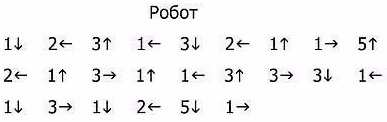 Робот
1↓ 2← 3↑ 1← 3↓ 2← 1↑ 1→ 5↑
2← 1↑ 3→ 1↑ 1← 3↑ 3→ 3↓ 1←
1↓ 3→ 1↓ 2← 5↓ 1→